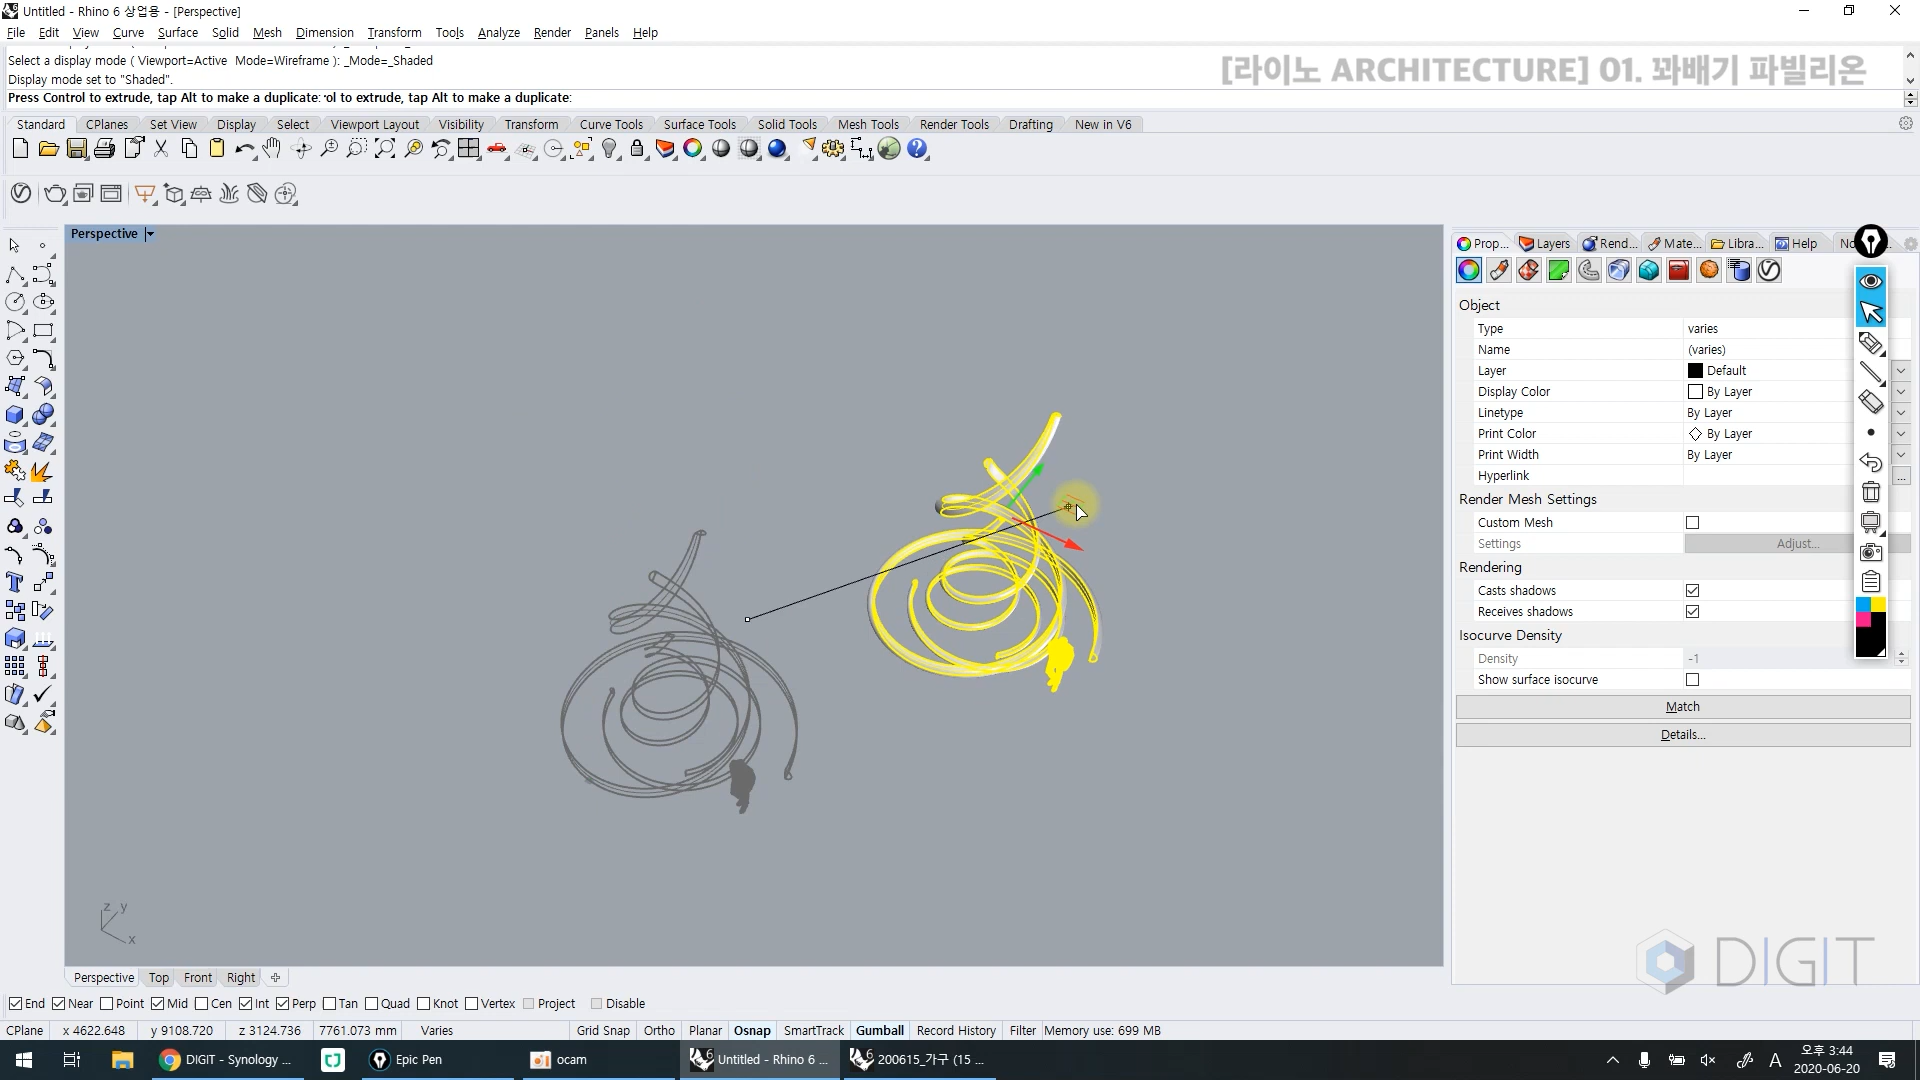 Untitled - Rhino 6 상업용 - [Perspective]
File Edit View Curve Surface Solid Mesh Dimension Transform Tools Analyze Render Panels Help
Select a display mode ( Viewport=Active Mode=Wireframe ): _Mode=_Shaded
Display mode set to "Shaded".
Press Control to extrude, tap Alt to make a duplicate: ol to extrude, tap Alt to make a duplicate:
[라이노 ARCHITECTURE] 01. 꽈배기 파빌리온
Standard CPlanes Set View Display Select Viewport Layout Visibility Transform Curve Tools Surface Tools Solid Tools Mesh Tools Render Tools Drafting New in V6
Perspective
Prop... Layers Rend... Mate... Libra... Help No
Object
Type varies
Name (varies)
Layer Default
Display Color By Layer
Linetype By Layer
Print Color By Layer
Print Width By Layer
Hyperlink ...
Render Mesh Settings
Custom Mesh
Settings Adjust...
Rendering
Casts shadows
Receives shadows
Isocurve Density
Density -1
Show surface isocurve
Match
Details...
z y
x
DIGIT
Perspective Top Front Right
End Near Point Mid Cen Int Perp Tan Quad Knot Vertex Project Disable
CPlane x 4622.648 y 9108.720 z 3124.736 7761.073 mm Varies Grid Snap Ortho Planar Osnap SmartTrack Gumball Record History Filter Memory use: 699 MB
DIGIT - Synology ... Epic Pen ocam Untitled - Rhino 6 ... 200615_가구 (15 ... A 오후 3:44
2020-06-20